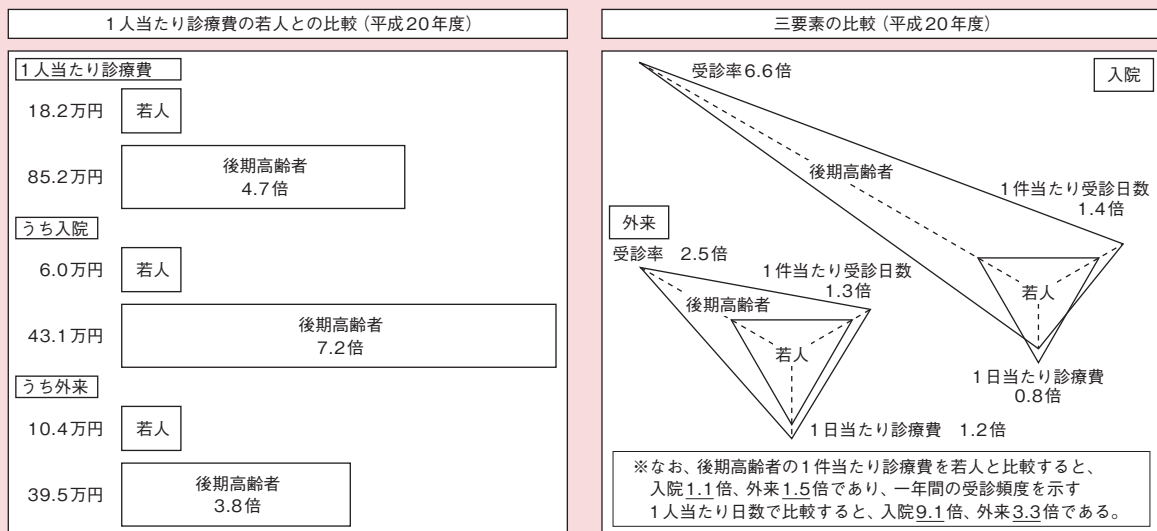 1人当たり診療費の若人との比較（平成20年度）
1人当たり診療費
18.2万円
若人
85.2万円
後期高齢者
4.7倍
うち入院
6.0万円
若人
43.1万円
後期高齢者
7.2倍
うち外来
10.4万円
若人
39.5万円
後期高齢者
3.8倍
三要素の比較（平成20年度）
入院
受診率6.6倍
後期高齢者
1件当たり受診日数
1.4倍
若人
1日当たり診療費
0.8倍
外来
受診率 2.5倍
1件当たり受診日数
1.3倍
後期高齢者
若人
1日当たり診療費 1.2倍
※なお、後期高齢者の1件当たり診療費を若人と比較すると、
入院1.1倍、外来1.5倍であり、一年間の受診頻度を示す
1人当たり日数で比較すると、入院9.1倍、外来3.3倍である。